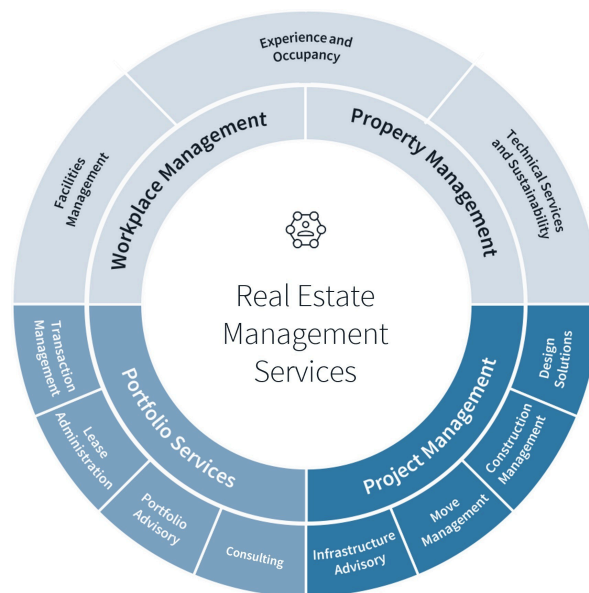 Experience and
Occupancy
Workplace Management
Property Management
Facilities
Management
Technical Services
and Sustainability
Real Estate
Management
Services
Transaction
Management
Lease
Administration
Portfolio
Advisory
Consulting
Portfolio Services
Project Management
Design
Solutions
Construction
Management
Move
Management
Infrastructure
Advisory